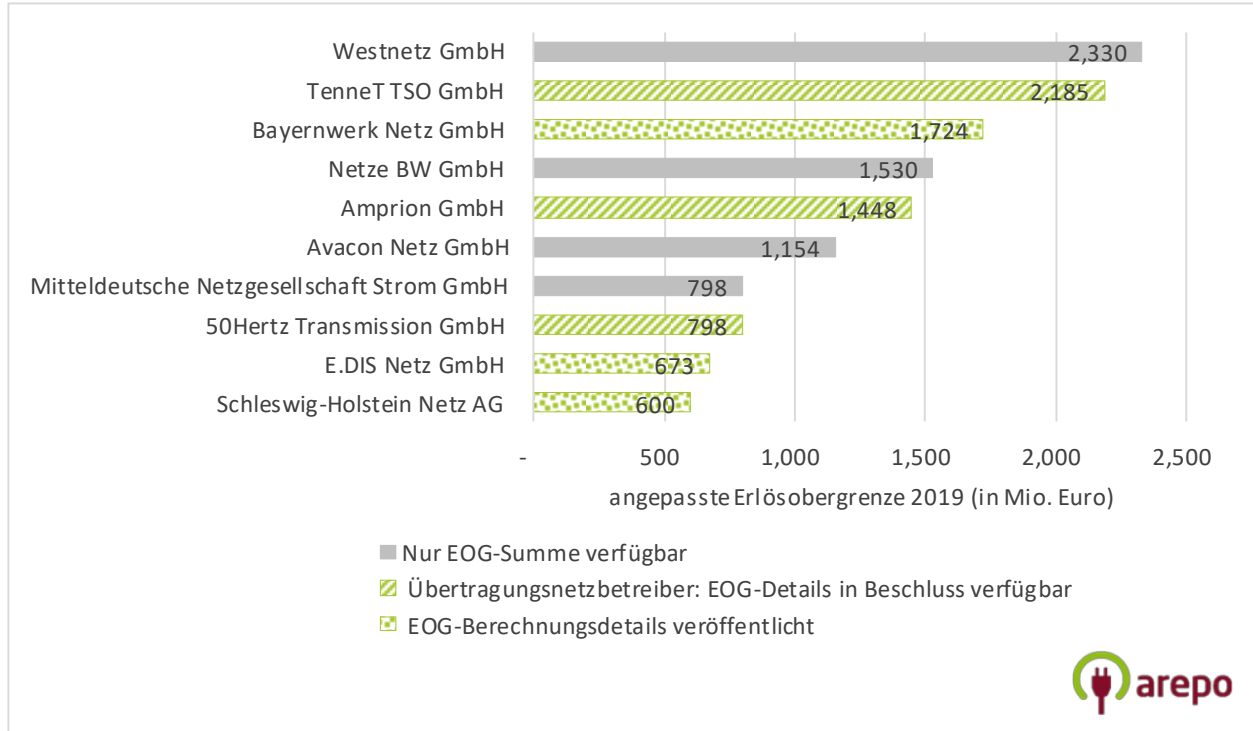 Westnetz GmbH 2,330
TenneT TSO GmbH 2,185
Bayernwerk Netz GmbH 1,724
Netze BW GmbH 1,530
Amprion GmbH 1,448
Avacon Netz GmbH 1,154
Mitteldeutsche Netzgesellschaft Strom GmbH 798
50Hertz Transmission GmbH 798
E.DIS Netz GmbH 673
Schleswig-Holstein Netz AG 600
- 500 1,000 1,500 2,000 2,500
angepasste Erlösobergrenze 2019 (in Mio. Euro)
Nur EOG-Summe verfügbar
Übertragungsnetzbetreiber: EOG-Details in Beschluss verfügbar
EOG-Berechnungsdetails veröffentlicht
arepo